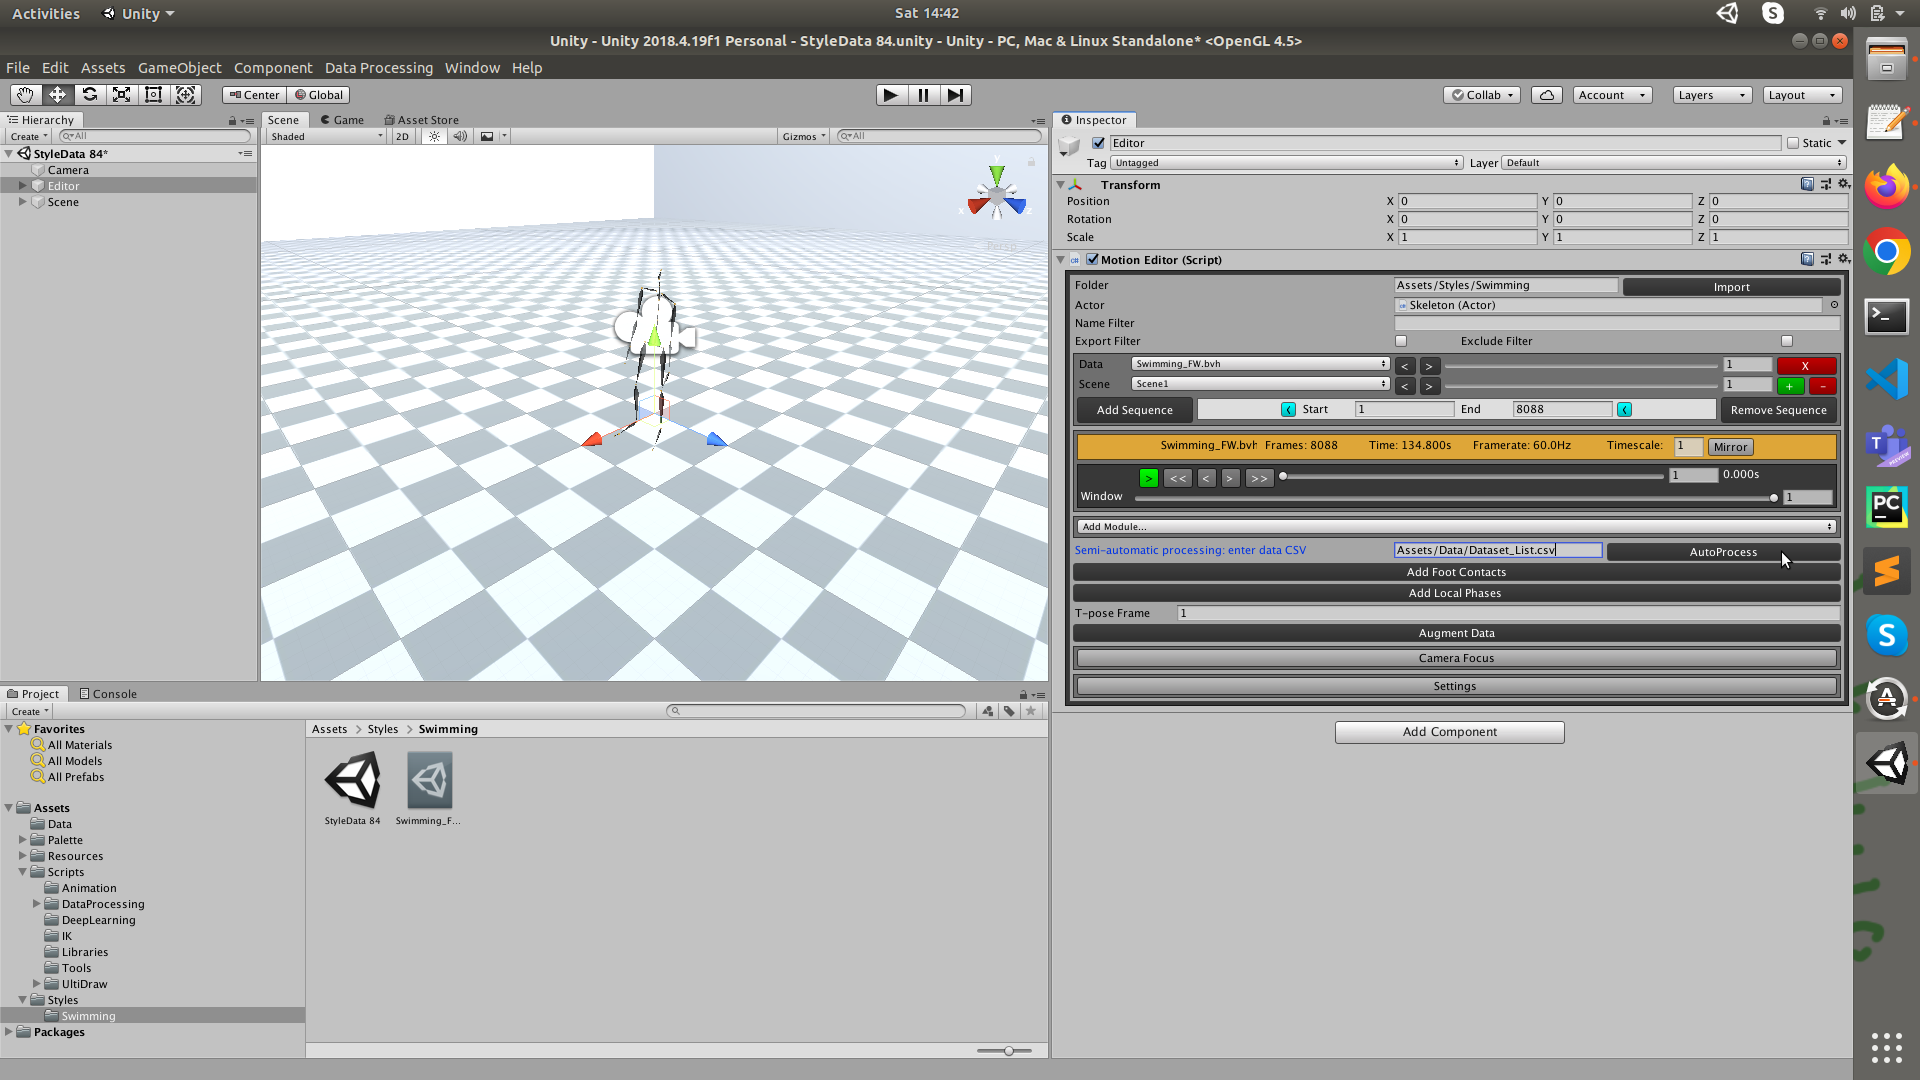 Activities Unity Sat 14:42
Unity - Unity 2018.4.19f1 Personal - StyleData 84.unity - Unity - PC, Mac & Linux Standalone* <OpenGL 4.5>
File Edit Assets GameObject Component Data Processing Window Help
Center Global Collab Account Layers Layout
Hierarchy
Create All
StyleData 84*
Camera
Editor
Scene
Scene Game Asset Store
Shaded 2D Gizmos All
y
x z
Persp
Inspector
Editor Static
Tag Untagged Layer Default
Transform
Position X 0 Y 0 Z 0
Rotation X 0 Y 0 Z 0
Scale X 1 Y 1 Z 1
Motion Editor (Script)
Folder Assets/Styles/Swimming Import
Actor Skeleton (Actor)
Name Filter
Export Filter Exclude Filter
Data Swimming_FW.bvh < > 1 X
Scene Scene1 < > 1 + -
Add Sequence < Start 1 End 8088 < Remove Sequence
Swimming_FW.bvh Frames: 8088 Time: 134.800s Framerate: 60.0Hz Timescale: 1 Mirror
> << < > >> 1 0.000s
Window 1
Add Module...
Semi-automatic processing: enter data CSV Assets/Data/Dataset_List.csv AutoProcess
Add Foot Contacts
Add Local Phases
T-pose Frame 1
Augment Data
Camera Focus
Settings
Add Component
Project Console
Create
Favorites
All Materials
All Models
All Prefabs
Assets
Data
Palette
Resources
Scripts
Animation
DataProcessing
DeepLearning
IK
Libraries
Tools
UltiDraw
Styles
Swimming
Packages
Assets > Styles > Swimming
StyleData 84 Swimming_F...